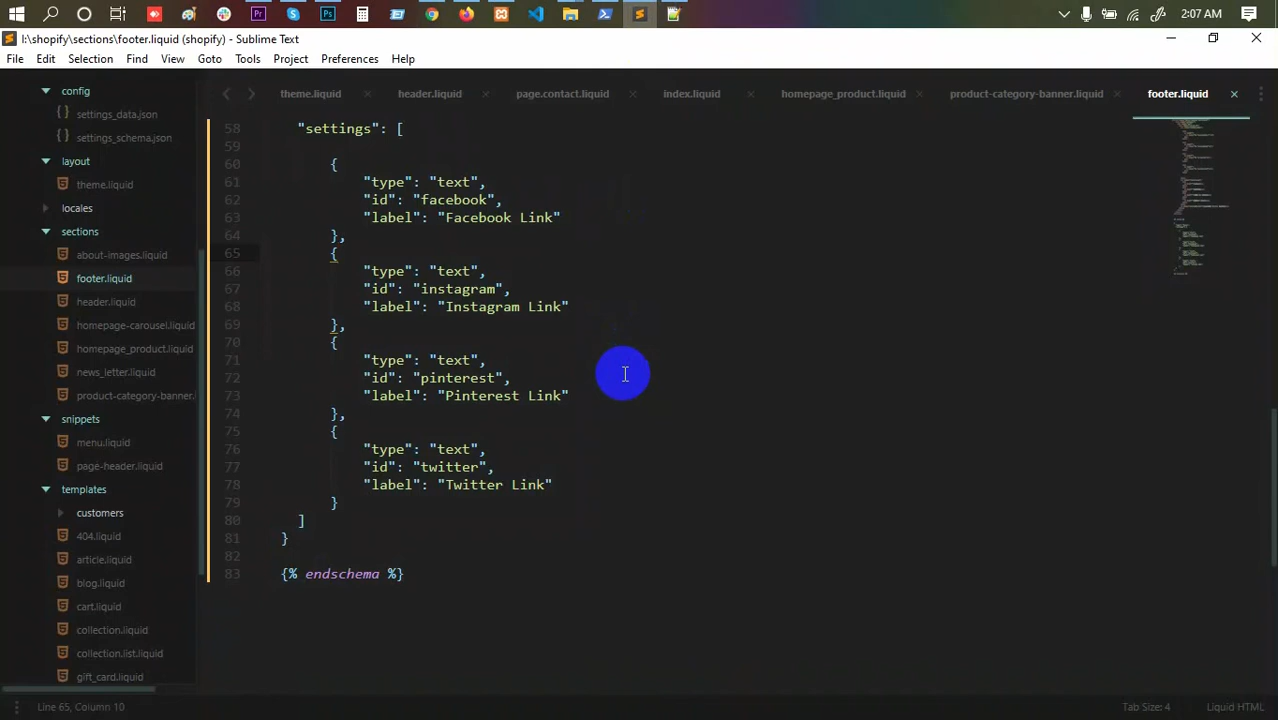 2:07 AM
I:\shopify\sections\footer.liquid (shopify) - Sublime Text
File Edit Selection Find View Goto Tools Project Preferences Help
theme.liquid header.liquid page.contact.liquid index.liquid homepage_product.liquid product-category-banner.liquid footer.liquid
config
settings_data.json
settings_schema.json
layout
theme.liquid
locales
sections
about-images.liquid
footer.liquid
header.liquid
homepage-carousel.liquid
homepage_product.liquid
news_letter.liquid
product-category-banner.
snippets
menu.liquid
page-header.liquid
templates
customers
404.liquid
article.liquid
blog.liquid
cart.liquid
collection.liquid
collection.list.liquid
gift_card.liquid
58 "settings": [
59
60 {
61 "type": "text",
62 "id": "facebook",
63 "label": "Facebook Link"
64 },
65 {
66 "type": "text",
67 "id": "instagram",
68 "label": "Instagram Link"
69 },
70 {
71 "type": "text",
72 "id": "pinterest",
73 "label": "Pinterest Link"
74 },
75 {
76 "type": "text",
77 "id": "twitter",
78 "label": "Twitter Link"
79 }
80 ]
81 }
82
83 {% endschema %}
Line 65, Column 10 Tab Size: 4 Liquid HTML